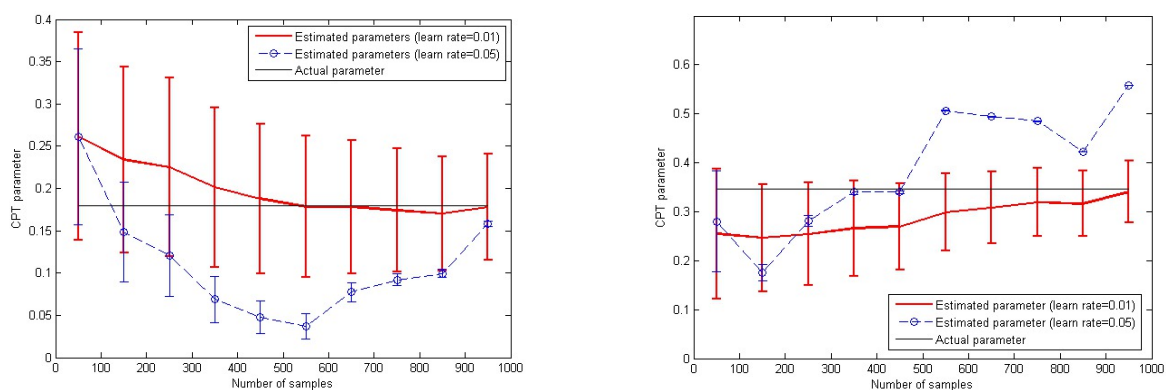 0.4
0.35
0.3
0.25
0.2
0.15
0.1
0.05
0
CPT parameter
0 100 200 300 400 500 600 700 800 900 1000
Number of samples
Estimated parameters (learn rate=0.01)
Estimated parameters (learn rate=0.05)
Actual parameter
0.6
0.5
0.4
0.3
0.2
0.1
0
CPT parameter
0 100 200 300 400 500 600 700 800 900 1000
Number of samples
Estimated parameter (learn rate=0.01)
Estimated parameter (learn rate=0.05)
Actual parameter